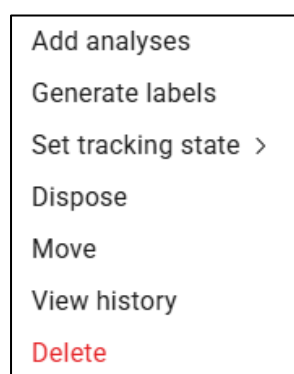 Add analyses
Generate labels
Set tracking state >
Dispose
Move
View history
Delete